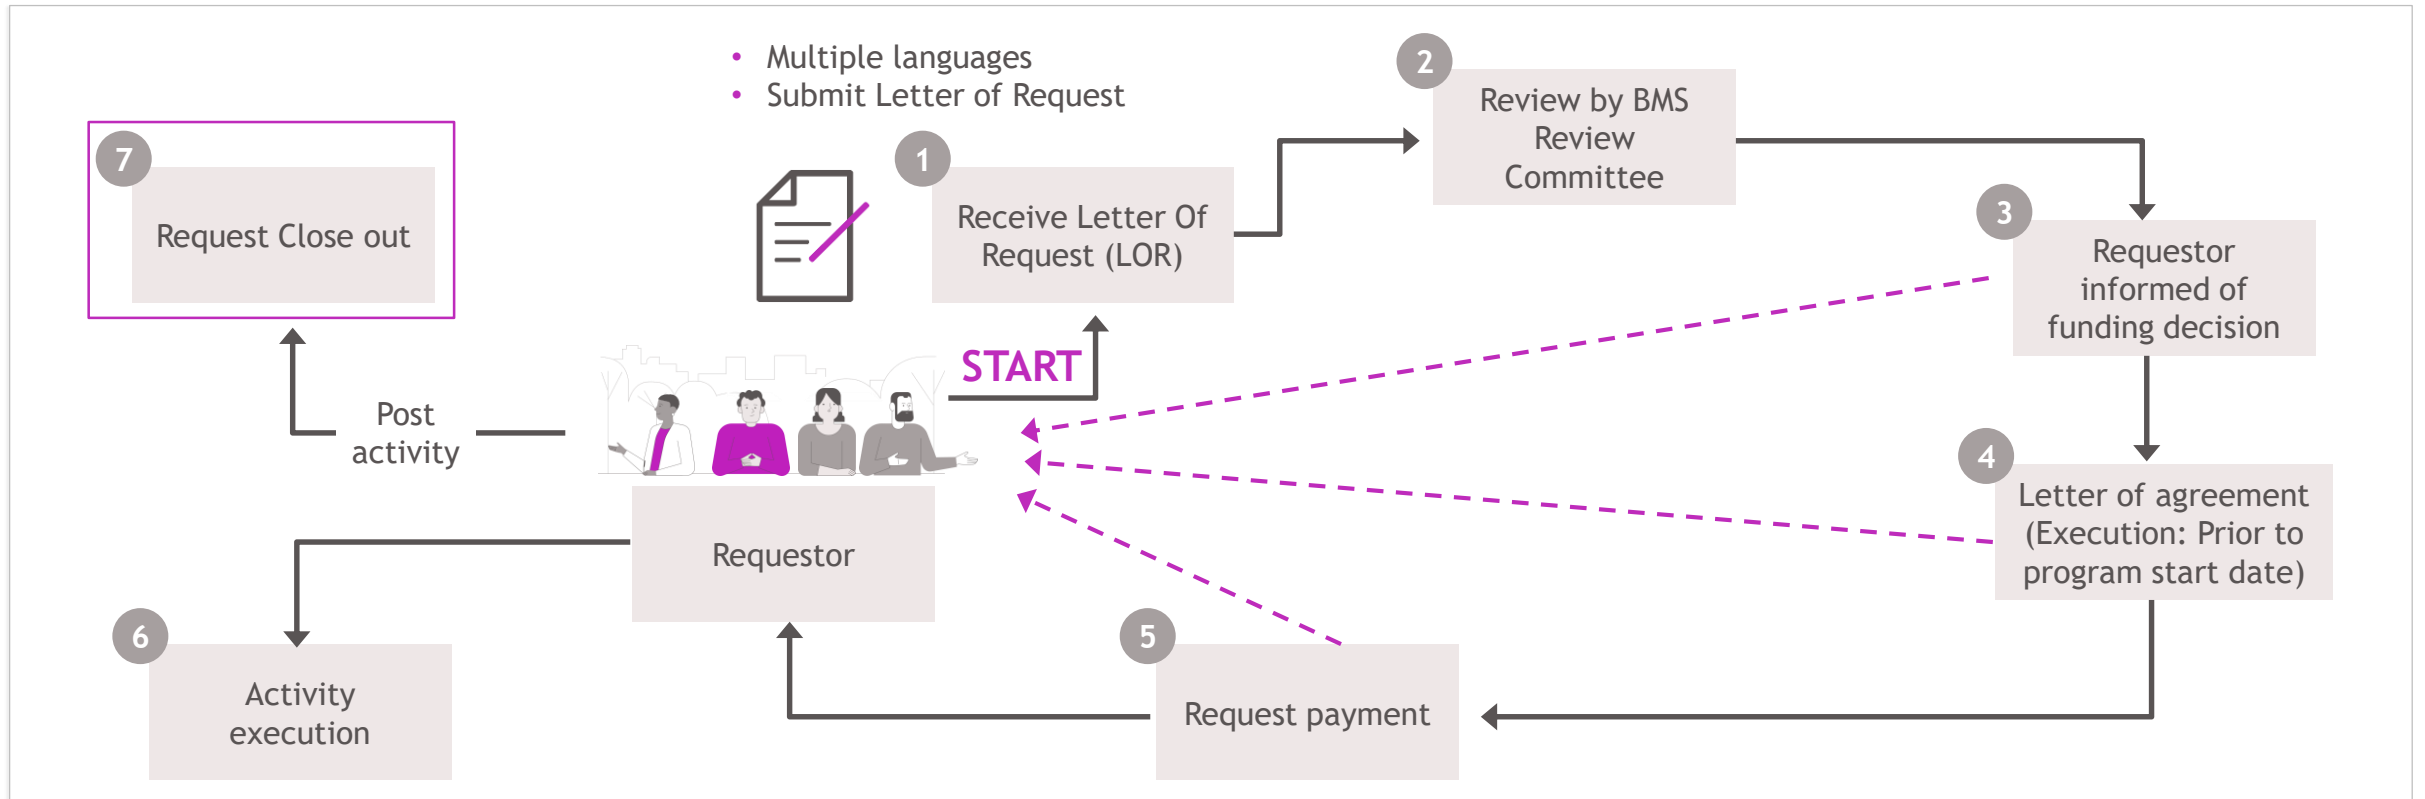 • Multiple languages
• Submit Letter of Request
1
Receive Letter Of
Request (LOR)
2
Review by BMS
Review
Committee
3
Requestor
informed of
funding decision
4
Letter of agreement
(Execution: Prior to
program start date)
5
Request payment
START
Requestor
6
Activity
execution
Post
activity
7
Request Close out